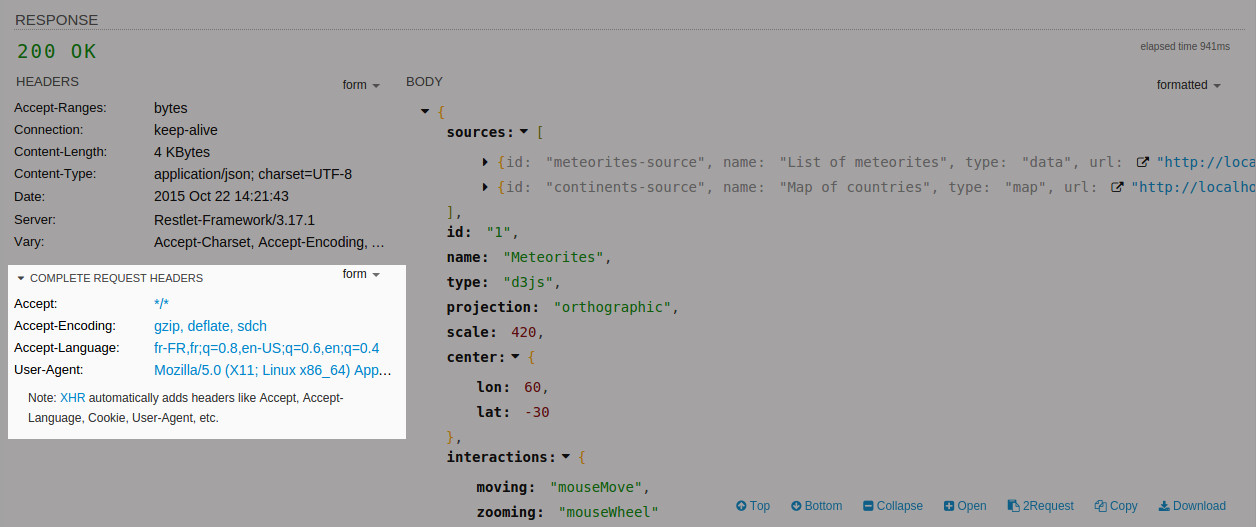 RESPONSE
200 OK
elapsed time 941ms
HEADERS
form
Accept-Ranges: bytes
Connection: keep-alive
Content-Length: 4 KBytes
Content-Type: application/json; charset=UTF-8
Date: 2015 Oct 22 14:21:43
Server: Restlet-Framework/3.17.1
Vary: Accept-Charset, Accept-Encoding, ...
COMPLETE REQUEST HEADERS
form
Accept: */*
Accept-Encoding: gzip, deflate, sdch
Accept-Language: fr-FR,fr;q=0.8,en-US;q=0.6,en;q=0.4
User-Agent: Mozilla/5.0 (X11; Linux x86_64) App...
Note: XHR automatically adds headers like Accept, Accept-
Language, Cookie, User-Agent, etc.
BODY
formatted
{
sources: [
{id: "meteorites-source", name: "List of meteorites", type: "data", url: "http://loca
{id: "continents-source", name: "Map of countries", type: "map", url: "http://localho
],
id: "1",
name: "Meteorites",
type: "d3js",
projection: "orthographic",
scale: 420,
center: {
lon: 60,
lat: -30
},
interactions: {
moving: "mouseMove",
zooming: "mouseWheel"
Top Bottom Collapse Open 2Request Copy Download